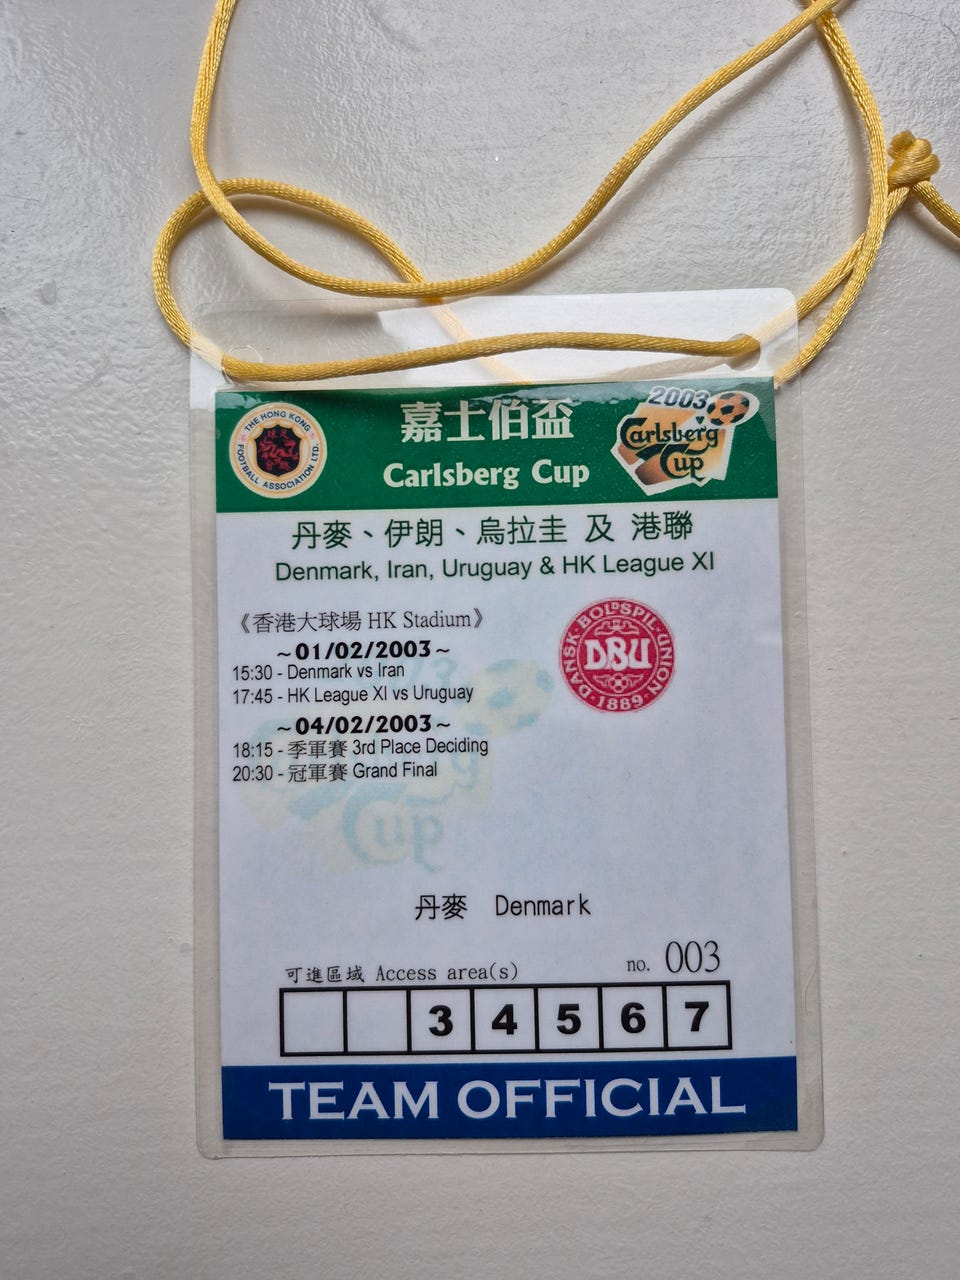 THE HONG KONG FOOTBALL ASSOCIATION LTD.
嘉士伯盃
Carlsberg Cup
2003
Carlsberg
Cup
丹麥、伊朗、烏拉圭 及 港聯
Denmark, Iran, Uruguay & HK League XI
《香港大球場 HK Stadium》
~01/02/2003~
15:30 - Denmark vs Iran
17:45 - HK League XI vs Uruguay
~04/02/2003~
18:15 - 季軍賽 3rd Place Deciding
20:30 - 冠軍賽 Grand Final
DANSK·BOLDSPIL·UNION
DBU
·1889·
丹麥 Denmark
可進區域 Access area(s) no. 003
3 4 5 6 7
TEAM OFFICIAL